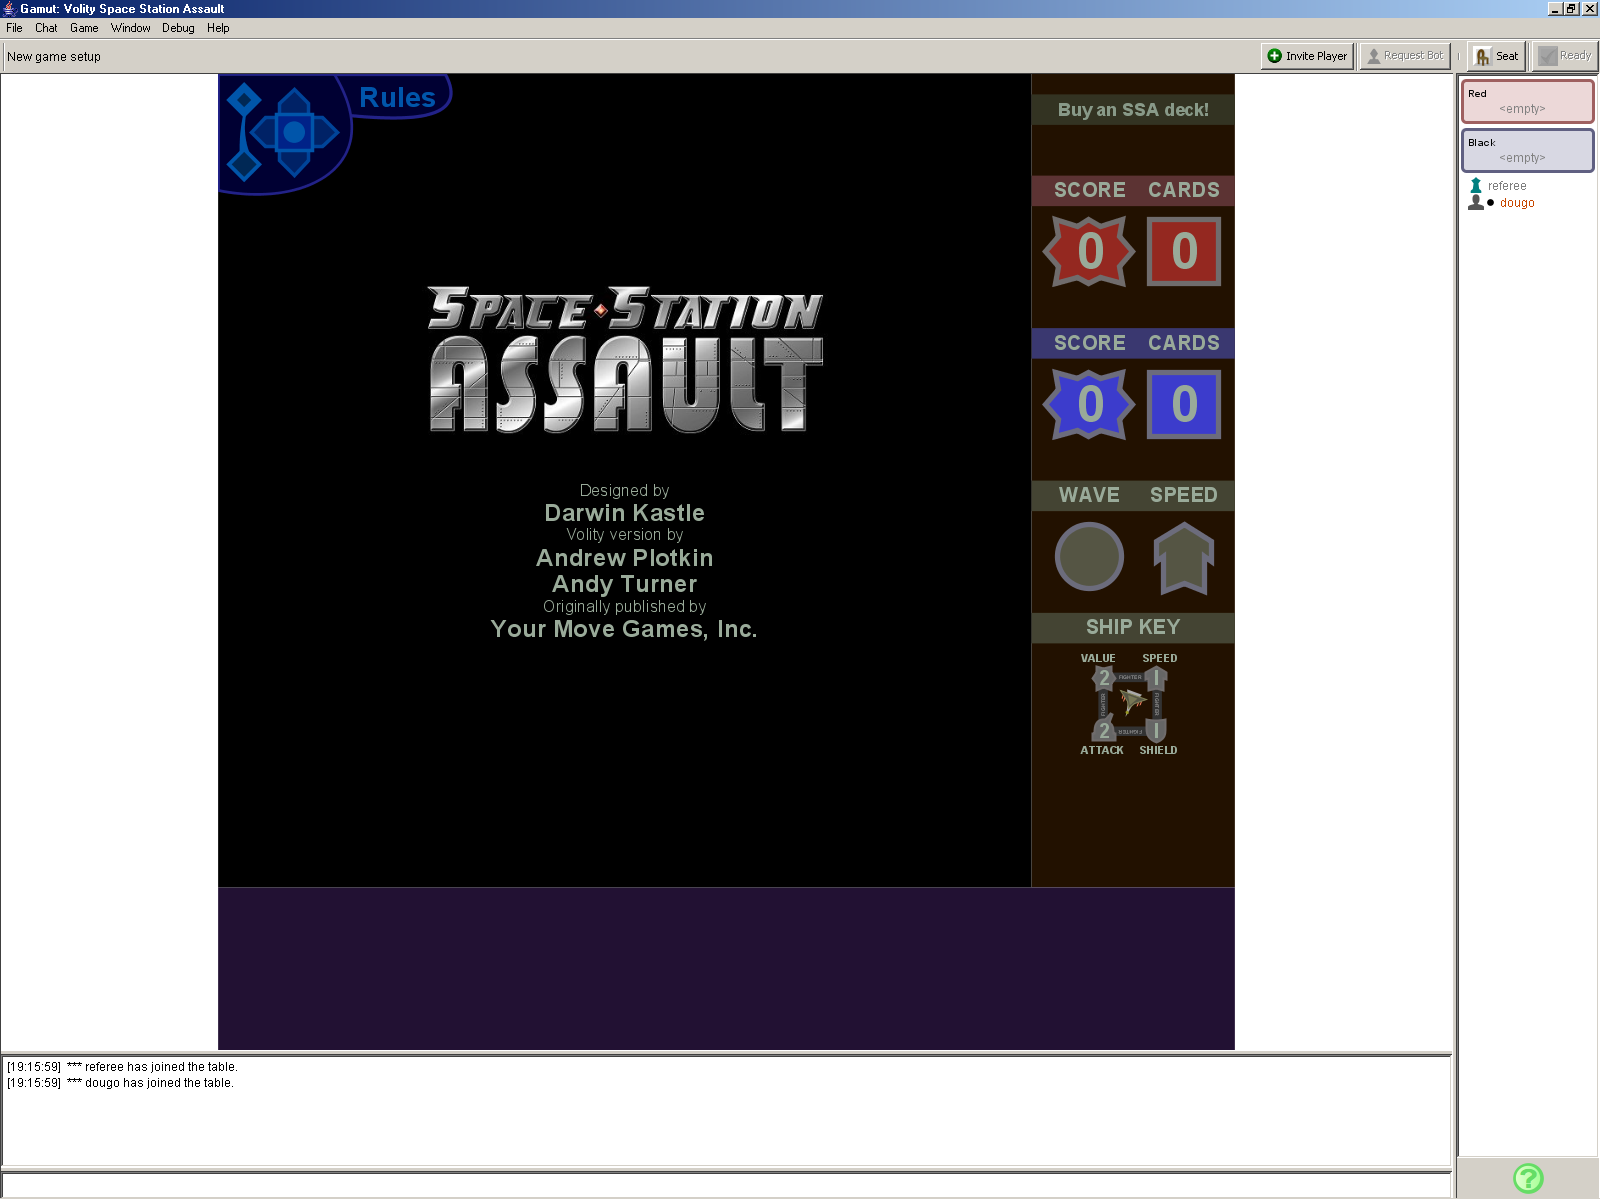 Gamut: Volity Space Station Assault
File Chat Game Window Debug Help
New game setup
Invite Player
Request Bot
Seat
Ready
Rules
Buy an SSA deck!
SCORE CARDS
0 0
SCORE CARDS
0 0
WAVE SPEED
SHIP KEY
VALUE SPEED
2 FIGHTER 1
FIGHTER FIGHTER
2 FIGHTER 1
ATTACK SHIELD
SPACE STATION
ASSAULT
Designed by
Darwin Kastle
Volity version by
Andrew Plotkin
Andy Turner
Originally published by
Your Move Games, Inc.
Red
<empty>
Black
<empty>
referee
dougo
[19:15:59] *** referee has joined the table.
[19:15:59] *** dougo has joined the table.
?